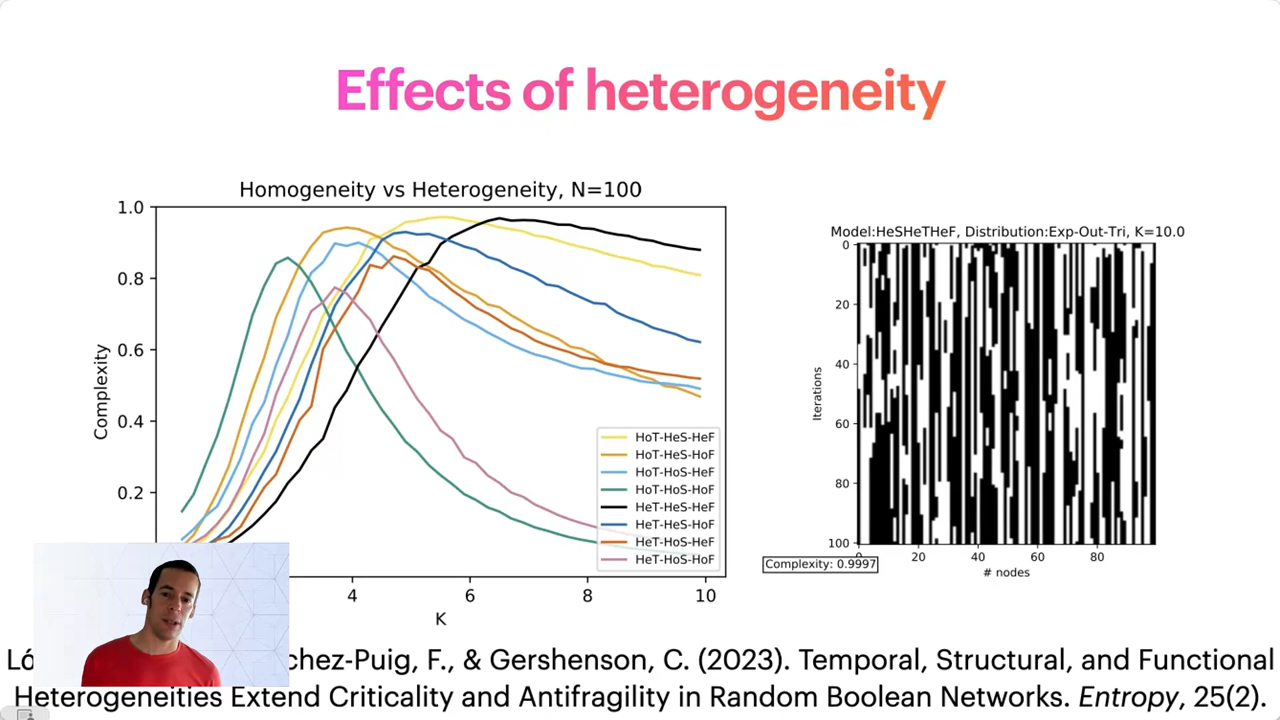 Effects of heterogeneity
Homogeneity vs Heterogeneity, N=100
1.0
0.8
0.6
0.4
0.2
Complexity
4
6
8
10
K
HoT-HeS-HeF
HoT-HeS-HoF
HoT-HoS-HeF
HoT-HoS-HoF
HeT-HeS-HeF
HeT-HeS-HoF
HeT-HoS-HeF
HeT-HoS-HoF
Model:HeSHeTHeF, Distribution:Exp-Out-Tri, K=10.0
0
20
40
60
80
100
Iterations
0
20
40
60
80
# nodes
Complexity: 0.9997
Ló chez-Puig, F., & Gershenson, C. (2023). Temporal, Structural, and Functional
Heterogeneities Extend Criticality and Antifragility in Random Boolean Networks. Entropy, 25(2).